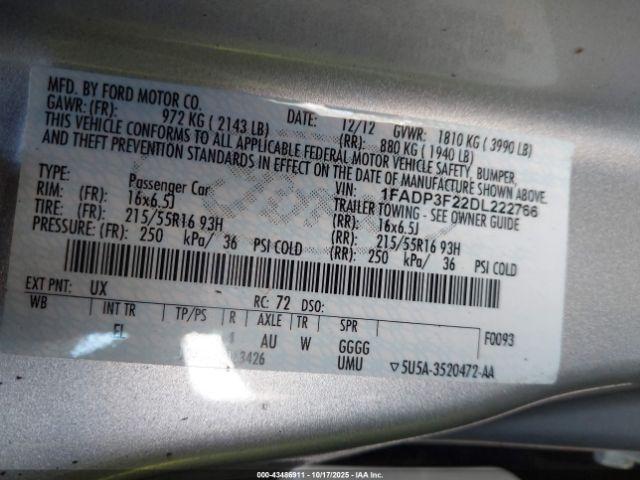 MFD. BY FORD MOTOR CO.
DATE: 12/12 GVWR: 1810 KG ( 3990 LB)
GAWR: (FR): 972 KG ( 2143 LB) (RR): 880 KG ( 1940 LB)
THIS VEHICLE CONFORMS TO ALL APPLICABLE FEDERAL MOTOR VEHICLE SAFETY, BUMPER,
AND THEFT PREVENTION STANDARDS IN EFFECT ON THE DATE OF MANUFACTURE SHOWN ABOVE.
VIN: 1FADP3F22DL222766
TYPE: Passenger Car TRAILER TOWING - SEE OWNER GUIDE
RIM: (FR): 16x6.5J (RR): 16x6.5J
TIRE: (FR): 215/55R16 93H (RR): 215/55R16 93H
PRESSURE: (FR): 250 kPa/ 36 PSI COLD (RR): 250 kPa/ 36 PSI COLD
EXT PNT: UX RC: 72 DSO:
WB INT TR TP/PS R AXLE TR SPR F0093
AU W GGGG
3426 UMU ▽5U5A-3520472-AA
000-43486911 - 10/17/2025 - IAAI.COM